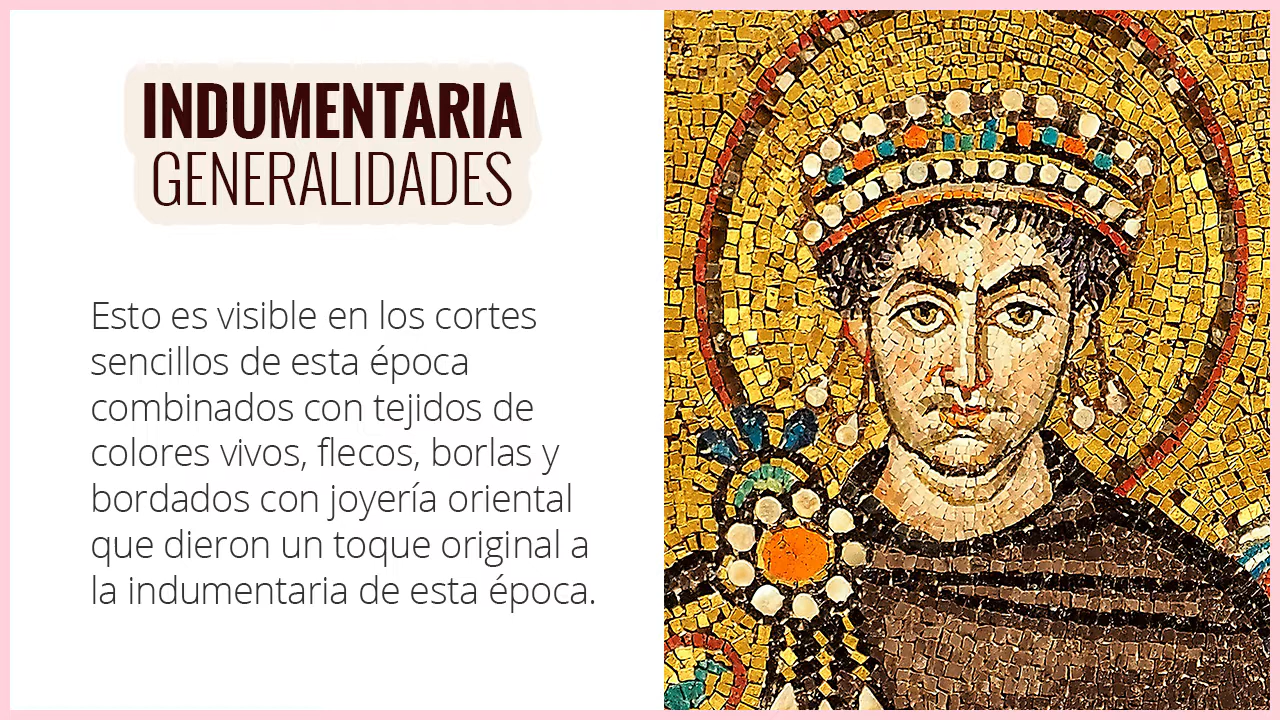 INDUMENTARIA
GENERALIDADES
Esto es visible en los cortes
sencillos de esta época
combinados con tejidos de
colores vivos, flecos, borlas y
bordados con joyería oriental
que dieron un toque original a
la indumentaria de esta época.